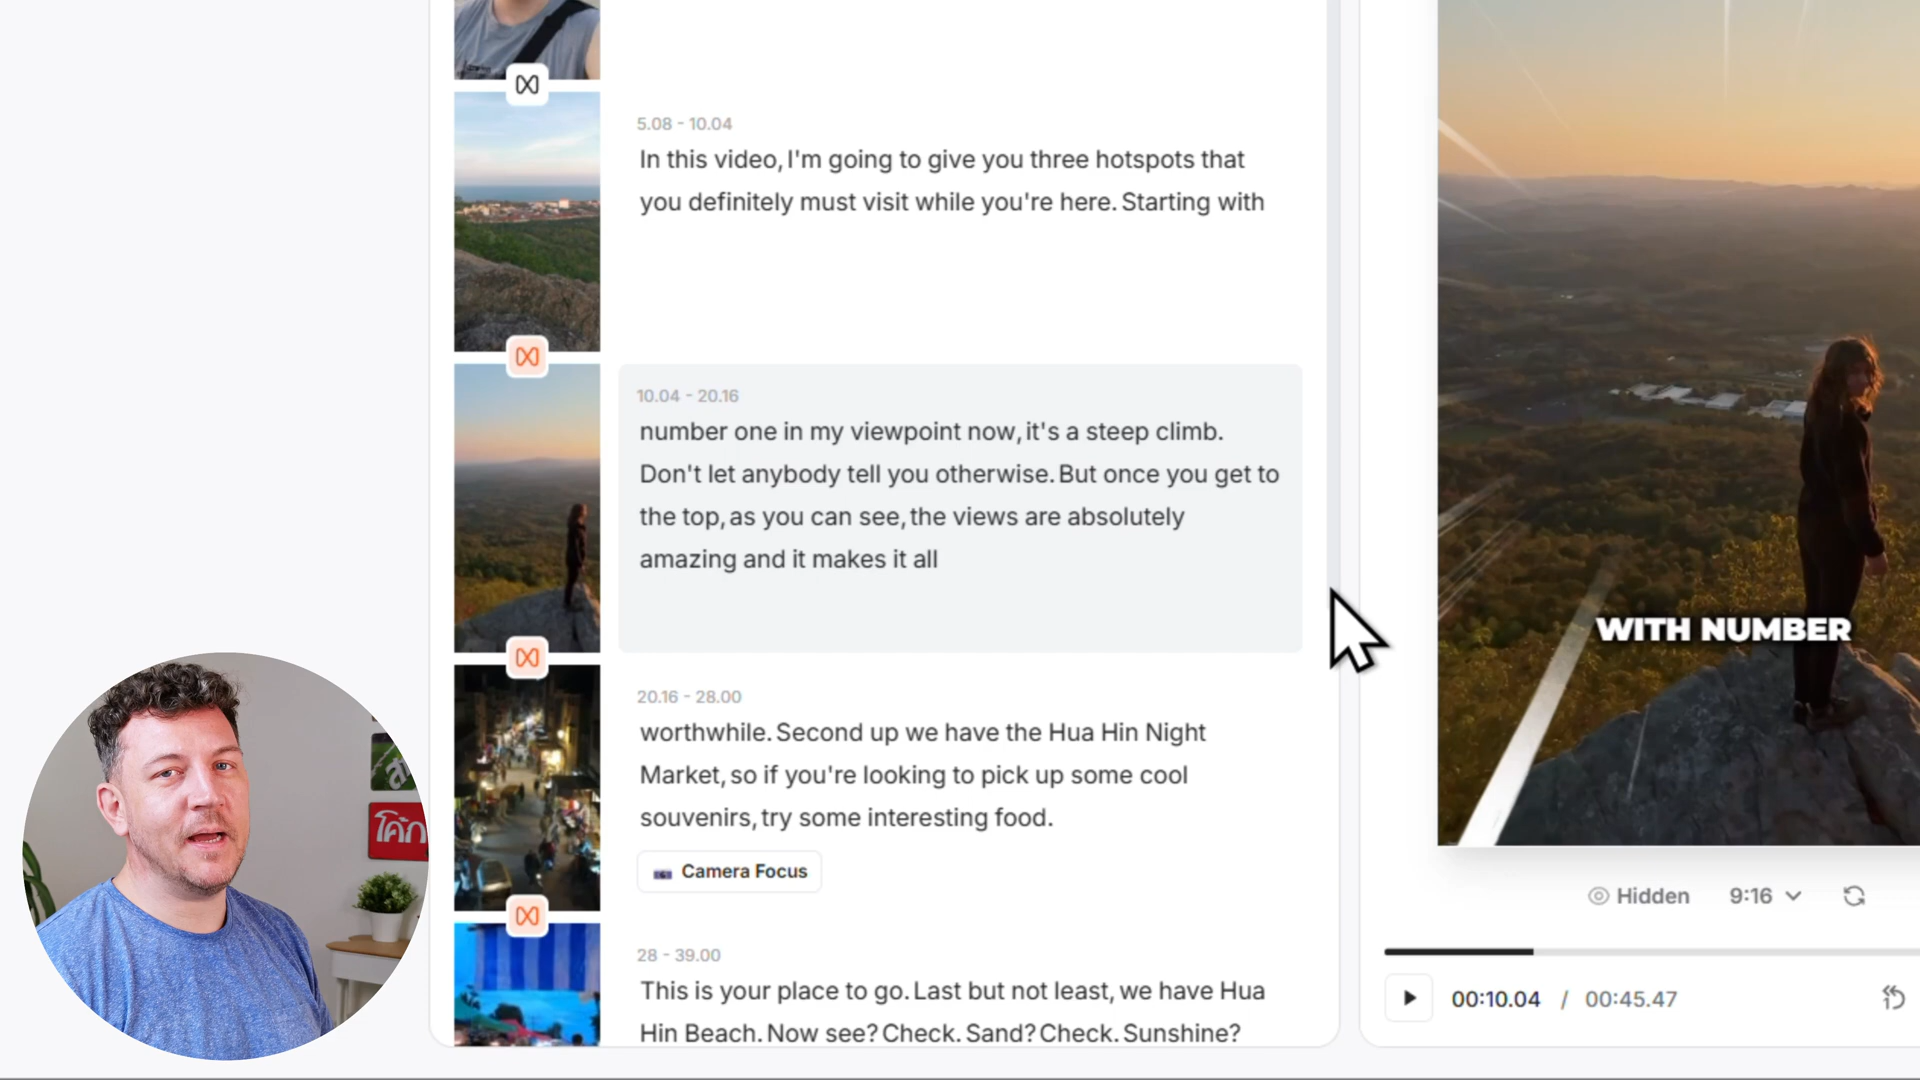 5.08 - 10.04
In this video, I'm going to give you three hotspots that
you definitely must visit while you're here. Starting with
10.04 - 20.16
number one in my viewpoint now, it's a steep climb.
Don't let anybody tell you otherwise. But once you get to
the top, as you can see, the views are absolutely
amazing and it makes it all
20.16 - 28.00
worthwhile. Second up we have the Hua Hin Night
Market, so if you're looking to pick up some cool
souvenirs, try some interesting food.
Camera Focus
28 - 39.00
This is your place to go. Last but not least, we have Hua
Hin Beach. Now see? Check. Sand? Check. Sunshine?
WITH NUMBER
Hidden
9:16
00:10.04 / 00:45.47
โค้ก